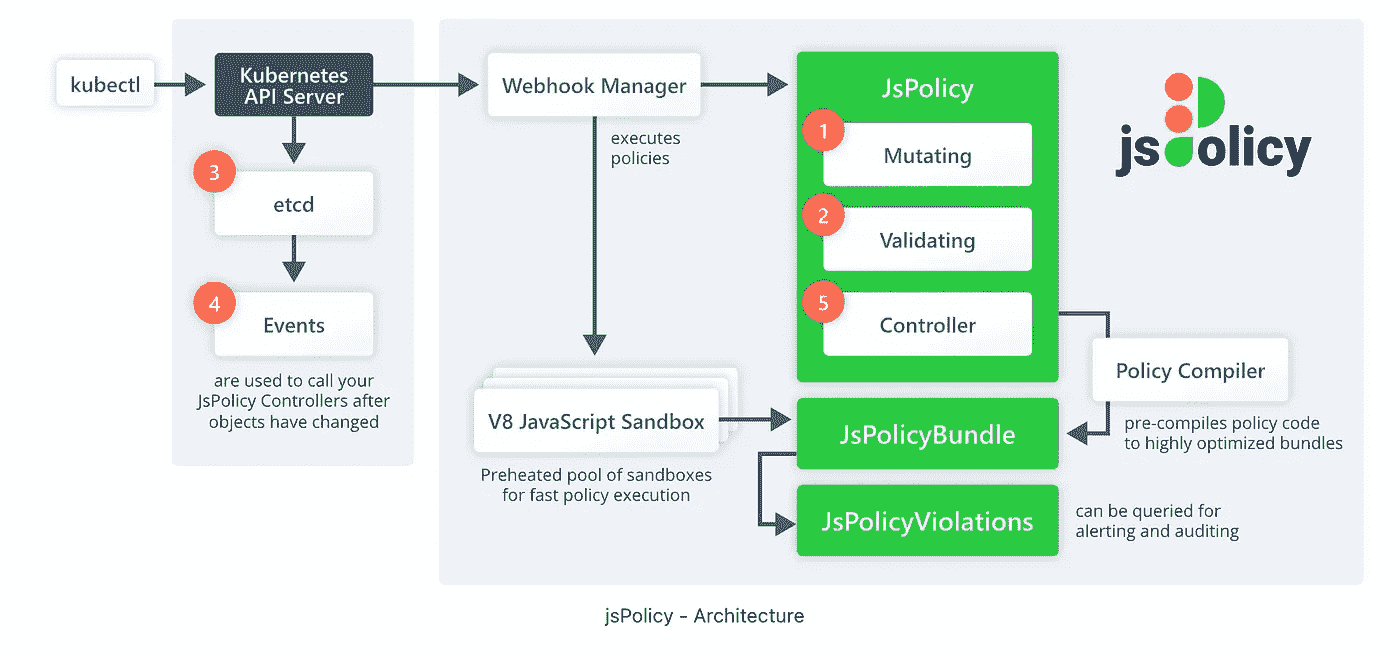 kubectl
Kubernetes
API Server
3
etcd
4
Events
are used to call your
JsPolicy Controllers after
objects have changed
Webhook Manager
executes
policies
V8 JavaScript Sandbox
Preheated pool of sandboxes
for fast policy execution
JsPolicy
1
Mutating
2
Validating
5
Controller
JsPolicyBundle
JsPolicyViolations
jspolicy
Policy Compiler
pre-compiles policy code
to highly optimized bundles
can be queried for
alerting and auditing
jsPolicy - Architecture